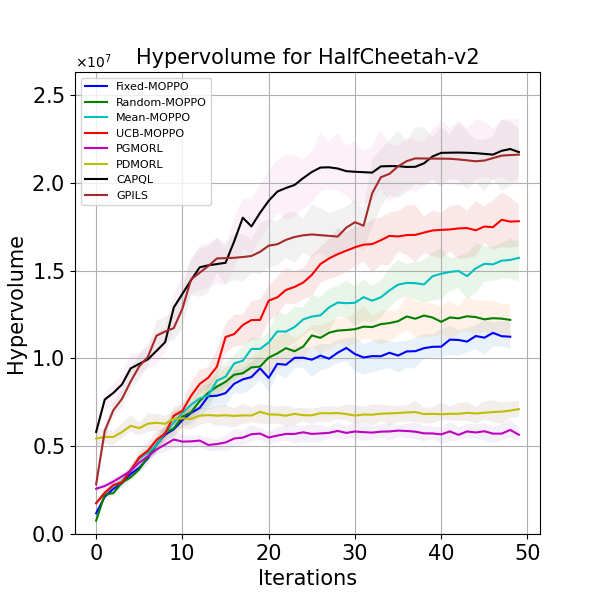 Hypervolume for HalfCheetah-v2
×10⁷
Fixed-MOPPO
Random-MOPPO
Mean-MOPPO
UCB-MOPPO
PGMORL
PDMORL
CAPQL
GPILS
Hypervolume
2.5
2.0
1.5
1.0
0.5
0.0
0 10 20 30 40 50
Iterations